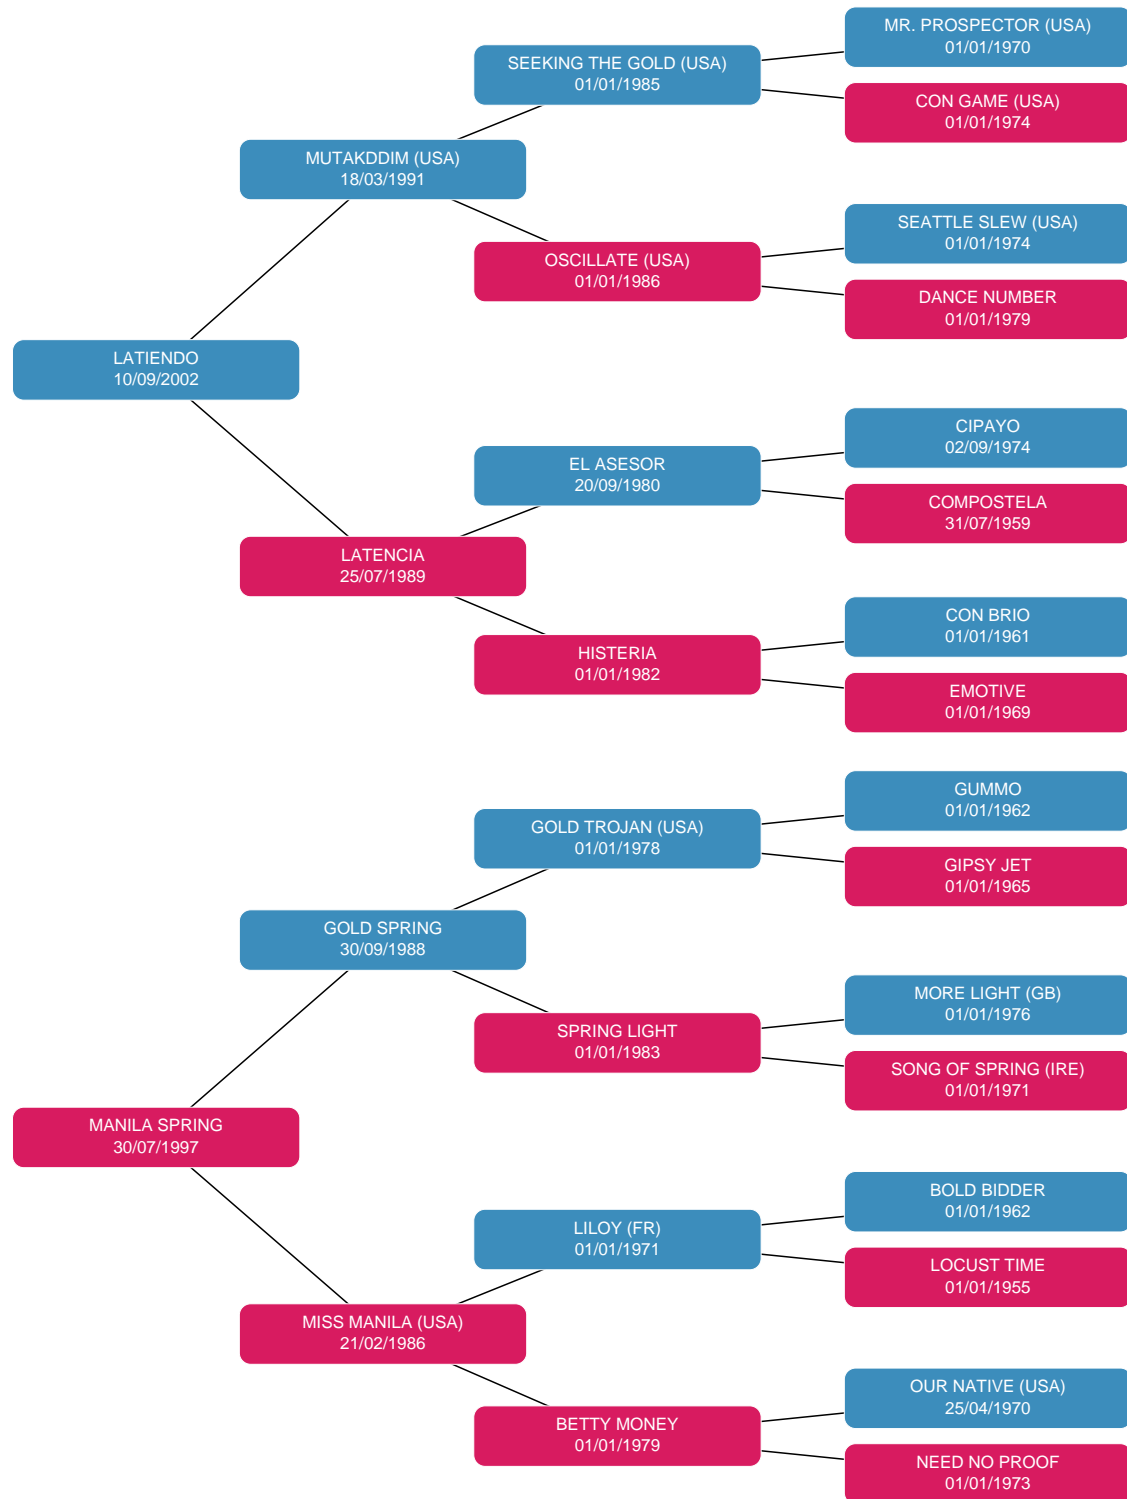 MR. PROSPECTOR (USA)
01/01/1970
SEEKING THE GOLD (USA)
01/01/1985
CON GAME (USA)
01/01/1974
MUTAKDDIM (USA)
18/03/1991
SEATTLE SLEW (USA)
01/01/1974
OSCILLATE (USA)
01/01/1986
DANCE NUMBER
01/01/1979
LATIENDO
10/09/2002
CIPAYO
02/09/1974
EL ASESOR
20/09/1980
COMPOSTELA
31/07/1959
LATENCIA
25/07/1989
CON BRIO
01/01/1961
HISTERIA
01/01/1982
EMOTIVE
01/01/1969
GUMMO
01/01/1962
GOLD TROJAN (USA)
01/01/1978
GIPSY JET
01/01/1965
GOLD SPRING
30/09/1988
MORE LIGHT (GB)
01/01/1976
SPRING LIGHT
01/01/1983
SONG OF SPRING (IRE)
01/01/1971
MANILA SPRING
30/07/1997
BOLD BIDDER
01/01/1962
LILOY (FR)
01/01/1971
LOCUST TIME
01/01/1955
MISS MANILA (USA)
21/02/1986
OUR NATIVE (USA)
25/04/1970
BETTY MONEY
01/01/1979
NEED NO PROOF
01/01/1973